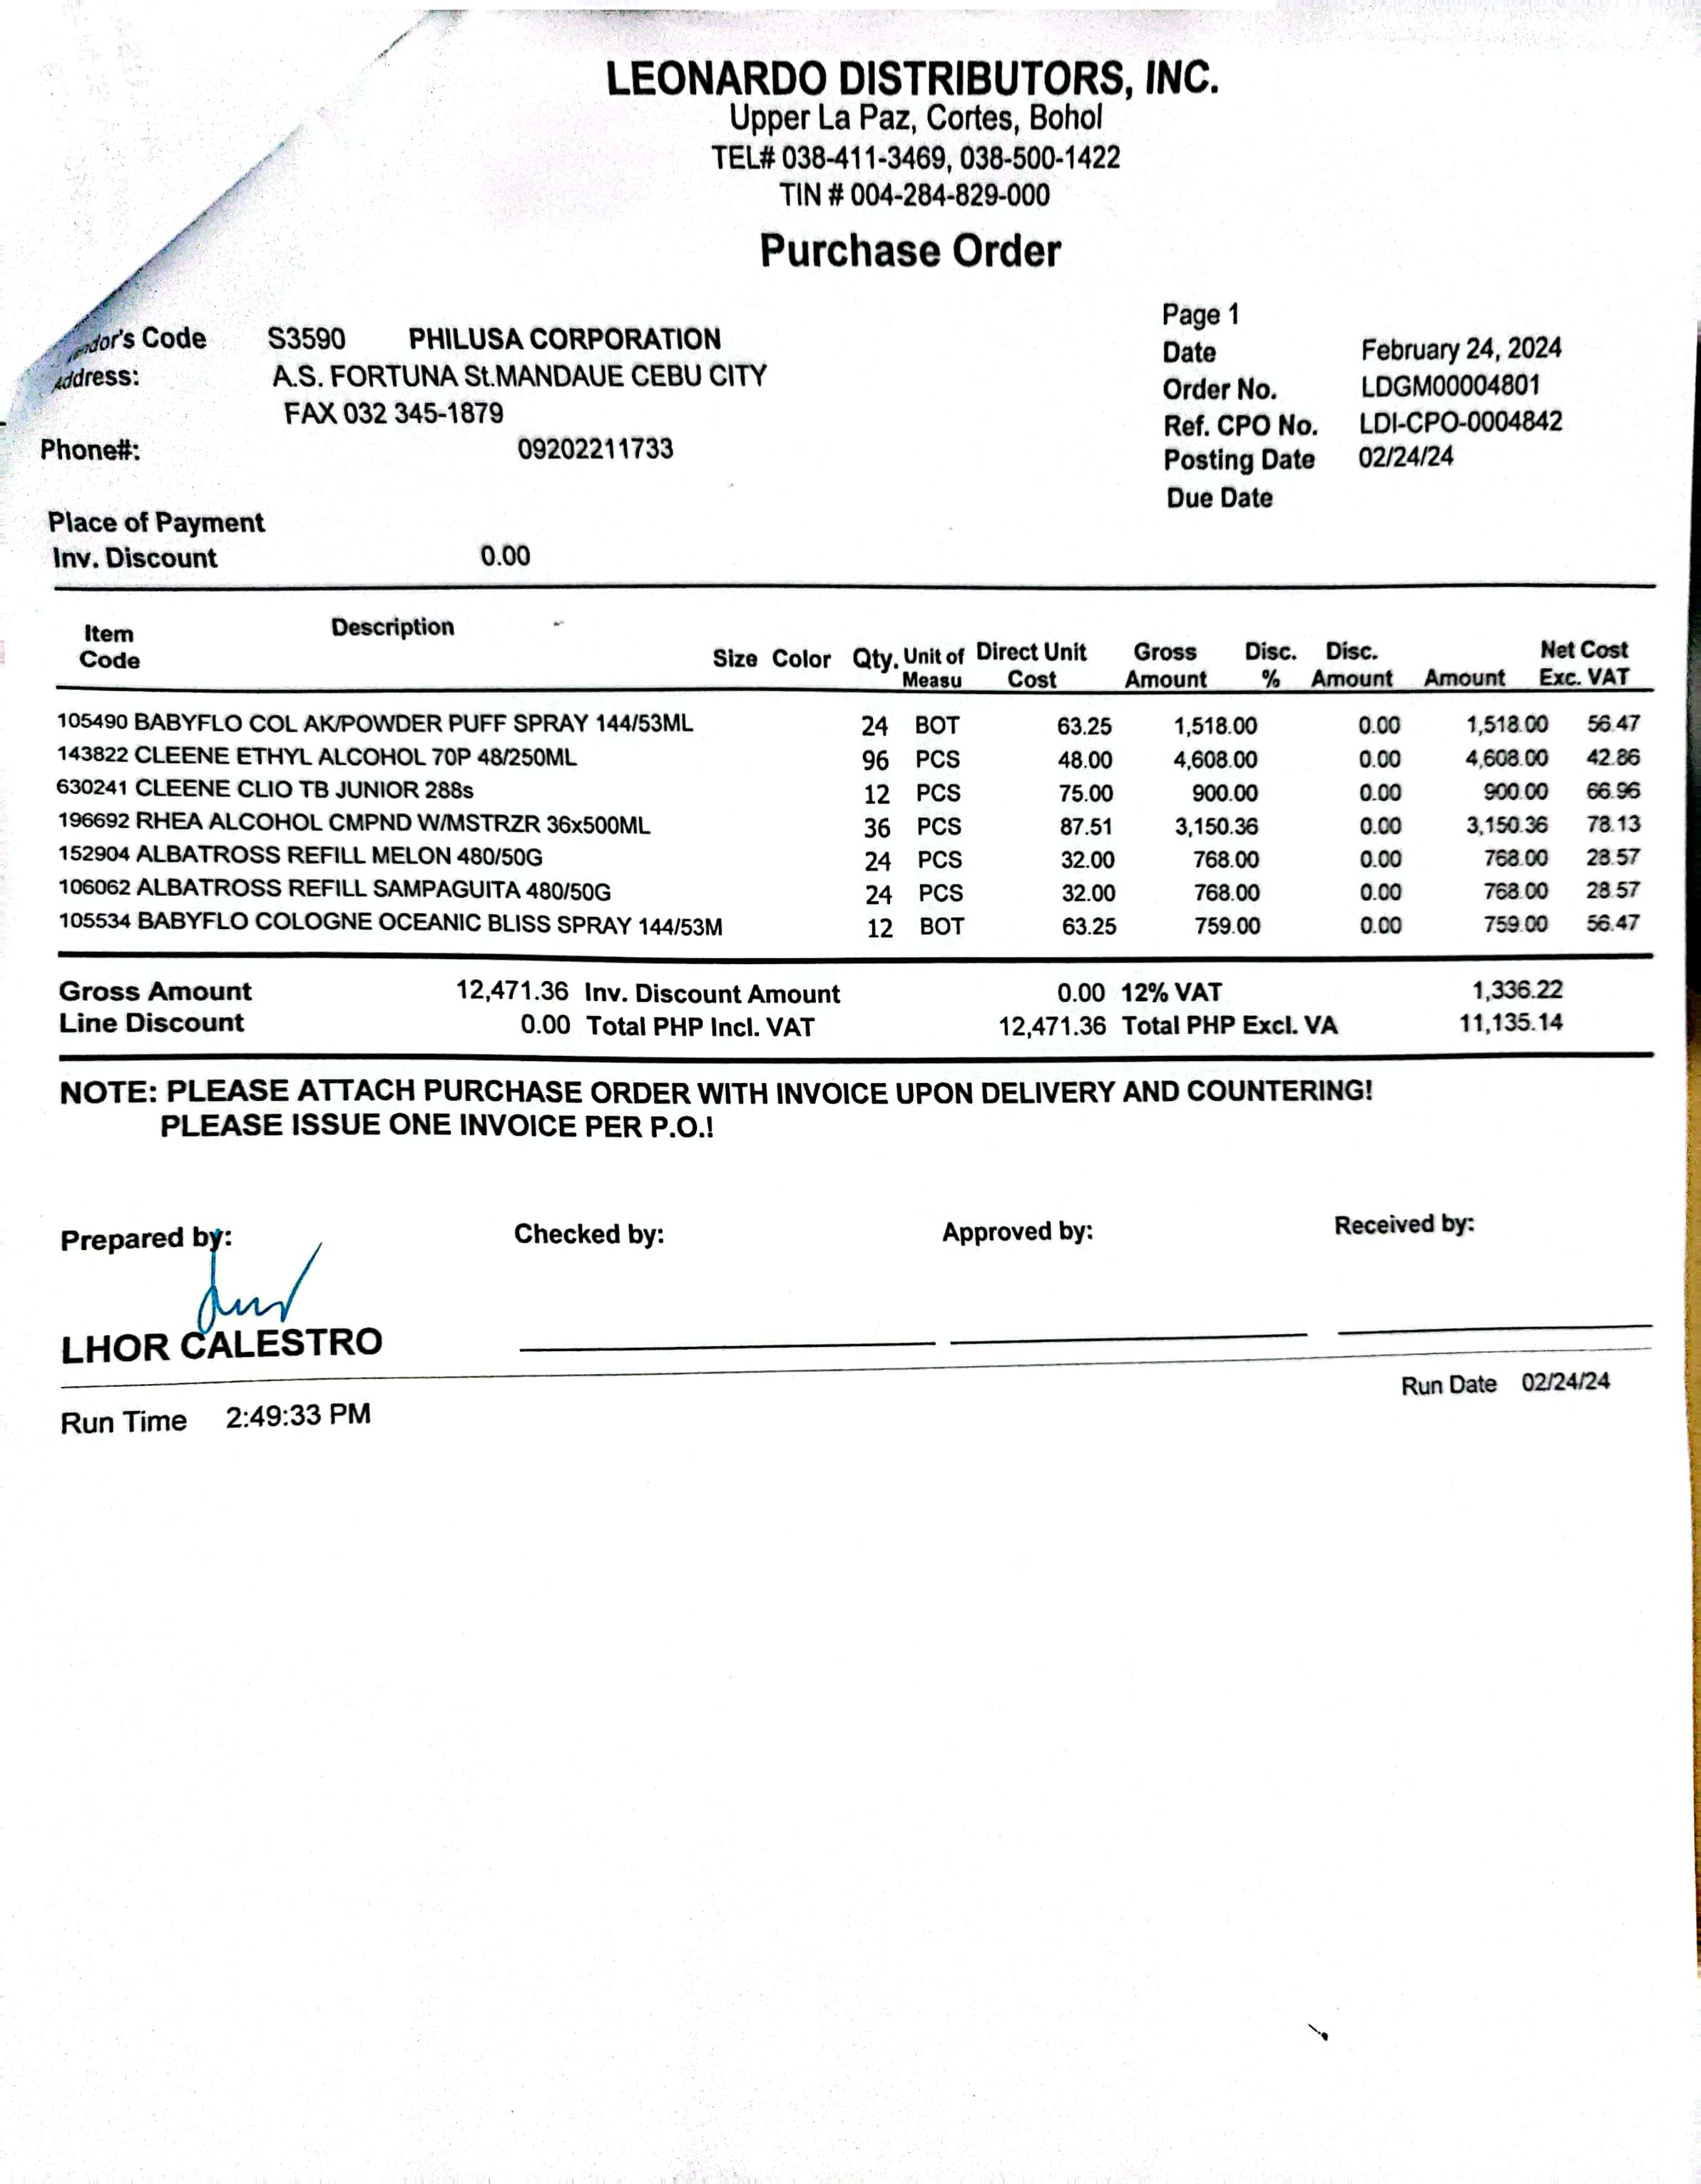 LEONARDO DISTRIBUTORS, INC.
Upper La Paz, Cortes, Bohol
TEL# 038-411-3469, 038-500-1422
TIN # 004-284-829-000
Purchase Order
Page 1
dor's Code S3590 PHILUSA CORPORATION
Date February 24, 2024
Address: A.S. FORTUNA St.MANDAUE CEBU CITY
Order No. LDGM00004801
FAX 032 345-1879
Ref. CPO No. LDI-CPO-0004842
Phone#: 09202211733
Posting Date 02/24/24
Due Date
Place of Payment
Inv. Discount 0.00
Item Code Description Size Color Qty. Unit of Measu Direct Unit Cost Gross Amount Disc. % Disc. Amount Amount Net Cost Exc. VAT
105490 BABYFLO COL AK/POWDER PUFF SPRAY 144/53ML 24 BOT 63.25 1,518.00 0.00 1,518.00 56.47
143822 CLEENE ETHYL ALCOHOL 70P 48/250ML 96 PCS 48.00 4,608.00 0.00 4,608.00 42.86
630241 CLEENE CLIO TB JUNIOR 288s 12 PCS 75.00 900.00 0.00 900.00 66.96
196692 RHEA ALCOHOL CMPND W/MSTRZR 36x500ML 36 PCS 87.51 3,150.36 0.00 3,150.36 78.13
152904 ALBATROSS REFILL MELON 480/50G 24 PCS 32.00 768.00 0.00 768.00 28.57
106062 ALBATROSS REFILL SAMPAGUITA 480/50G 24 PCS 32.00 768.00 0.00 768.00 28.57
105534 BABYFLO COLOGNE OCEANIC BLISS SPRAY 144/53M 12 BOT 63.25 759.00 0.00 759.00 56.47
Gross Amount 12,471.36 Inv. Discount Amount 0.00 12% VAT 1,336.22
Line Discount 0.00 Total PHP Incl. VAT 12,471.36 Total PHP Excl. VA 11,135.14
NOTE: PLEASE ATTACH PURCHASE ORDER WITH INVOICE UPON DELIVERY AND COUNTERING!
PLEASE ISSUE ONE INVOICE PER P.O.!
Prepared by: Checked by: Approved by: Received by:
LHOR CALESTRO
Run Date 02/24/24
Run Time 2:49:33 PM